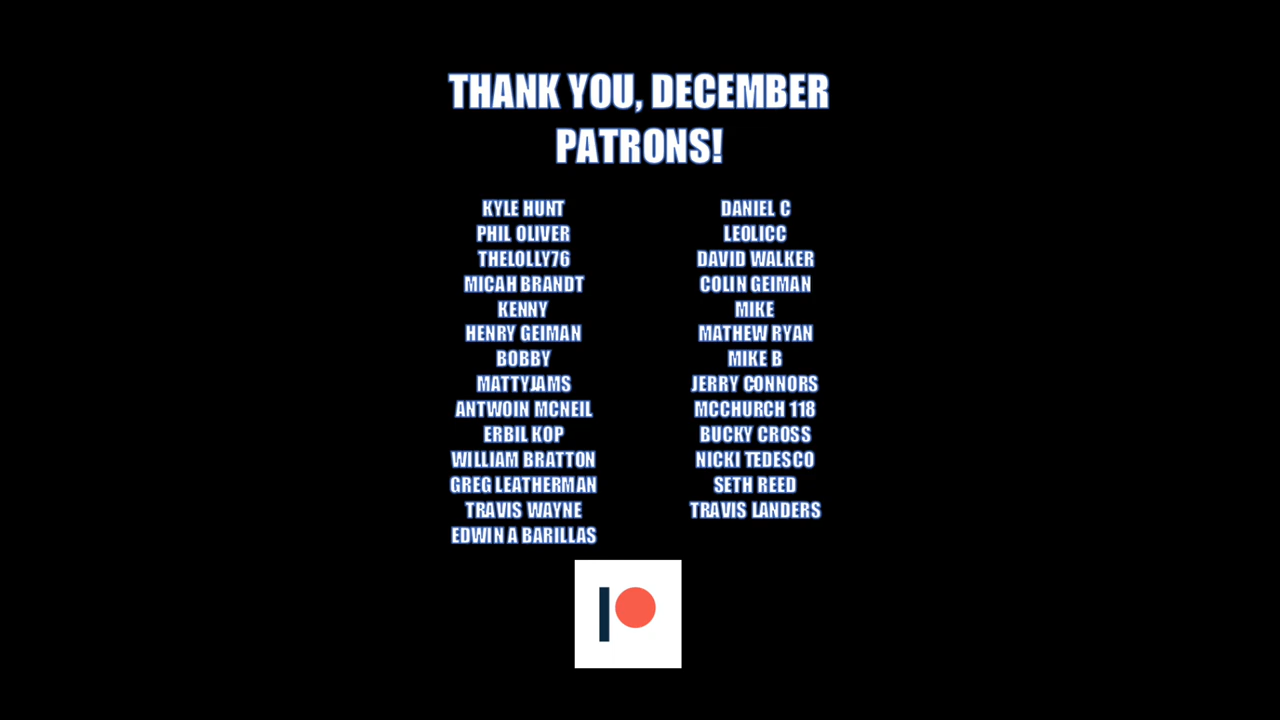 THANK YOU, DECEMBER
PATRONS!
KYLE HUNT
PHIL OLIVER
THELOLLY76
MICAH BRANDT
KENNY
HENRY GEIMAN
BOBBY
MATTYJAMS
ANTWOIN MCNEIL
ERBIL KOP
WILLIAM BRATTON
GREG LEATHERMAN
TRAVIS WAYNE
EDWIN A BARILLAS
DANIEL C
LEOLICC
DAVID WALKER
COLIN GEIMAN
MIKE
MATHEW RYAN
MIKE B
JERRY CONNORS
MCCHURCH 118
BUCKY CROSS
NICKI TEDESCO
SETH REED
TRAVIS LANDERS